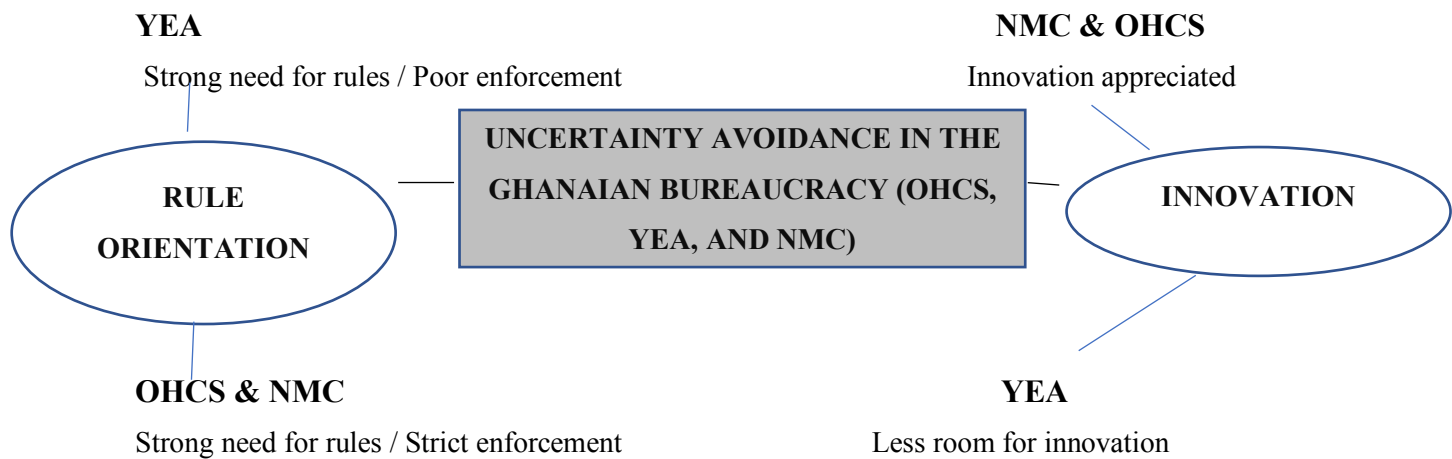 YEA
Strong need for rules / Poor enforcement
NMC & OHCS
Innovation appreciated
UNCERTAINTY AVOIDANCE IN THE
GHANAIAN BUREAUCRACY (OHCS,
YEA, AND NMC)
RULE
ORIENTATION
INNOVATION
OHCS & NMC
Strong need for rules / Strict enforcement
YEA
Less room for innovation